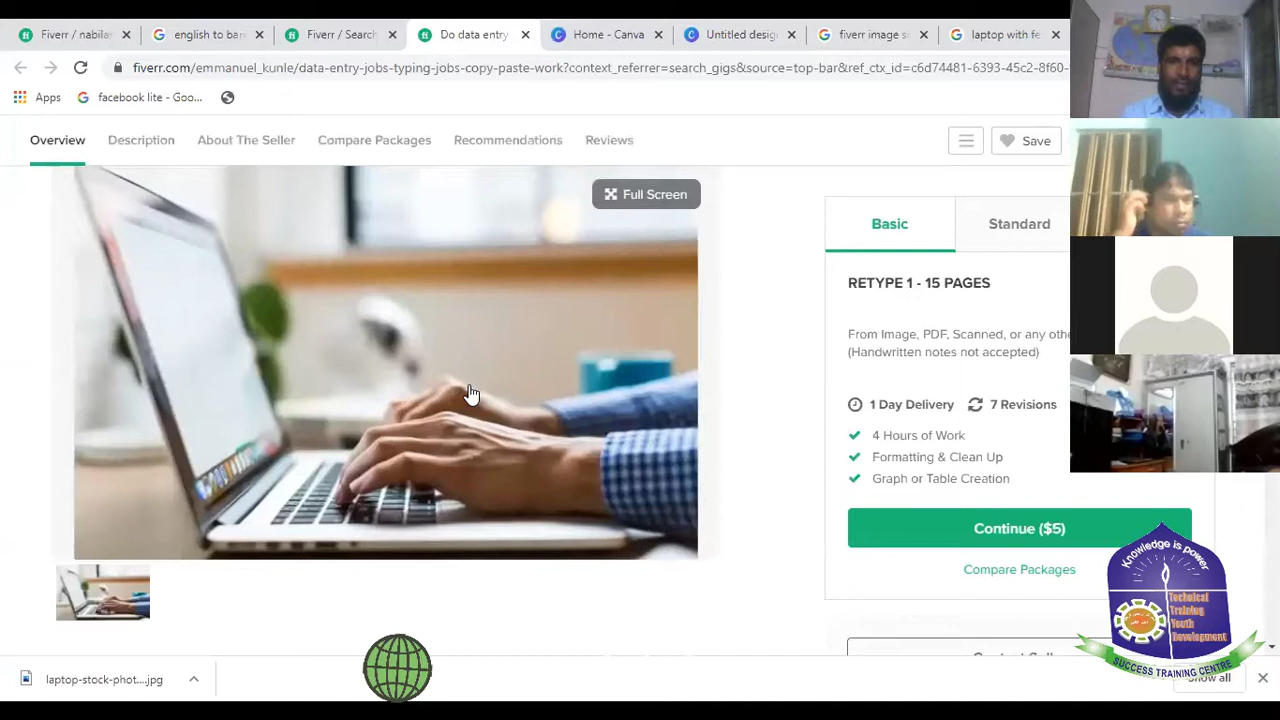 Fiverr / nabila
english to ban
Fiverr / Search
Do data entry
Home - Canva
Untitled desig
fiverr image s
laptop with fe
fiverr.com/emmanuel_kunle/data-entry-jobs-typing-jobs-copy-paste-work?context_referrer=search_gigs&source=top-bar&ref_ctx_id=c6d74481-6393-45c2-8f60-
Apps
facebook lite - Goo...
Overview
Description
About The Seller
Compare Packages
Recommendations
Reviews
Save
Full Screen
Basic
Standard
RETYPE 1 - 15 PAGES
From Image, PDF, Scanned, or any othe
(Handwritten notes not accepted)
1 Day Delivery
7 Revisions
4 Hours of Work
Formatting & Clean Up
Graph or Table Creation
Continue ($5)
Compare Packages
Knowledge is power
Technical
Training
Youth
Development
SUCCESS TRAINING CENTRE
laptop-stock-phot....jpg
Show all